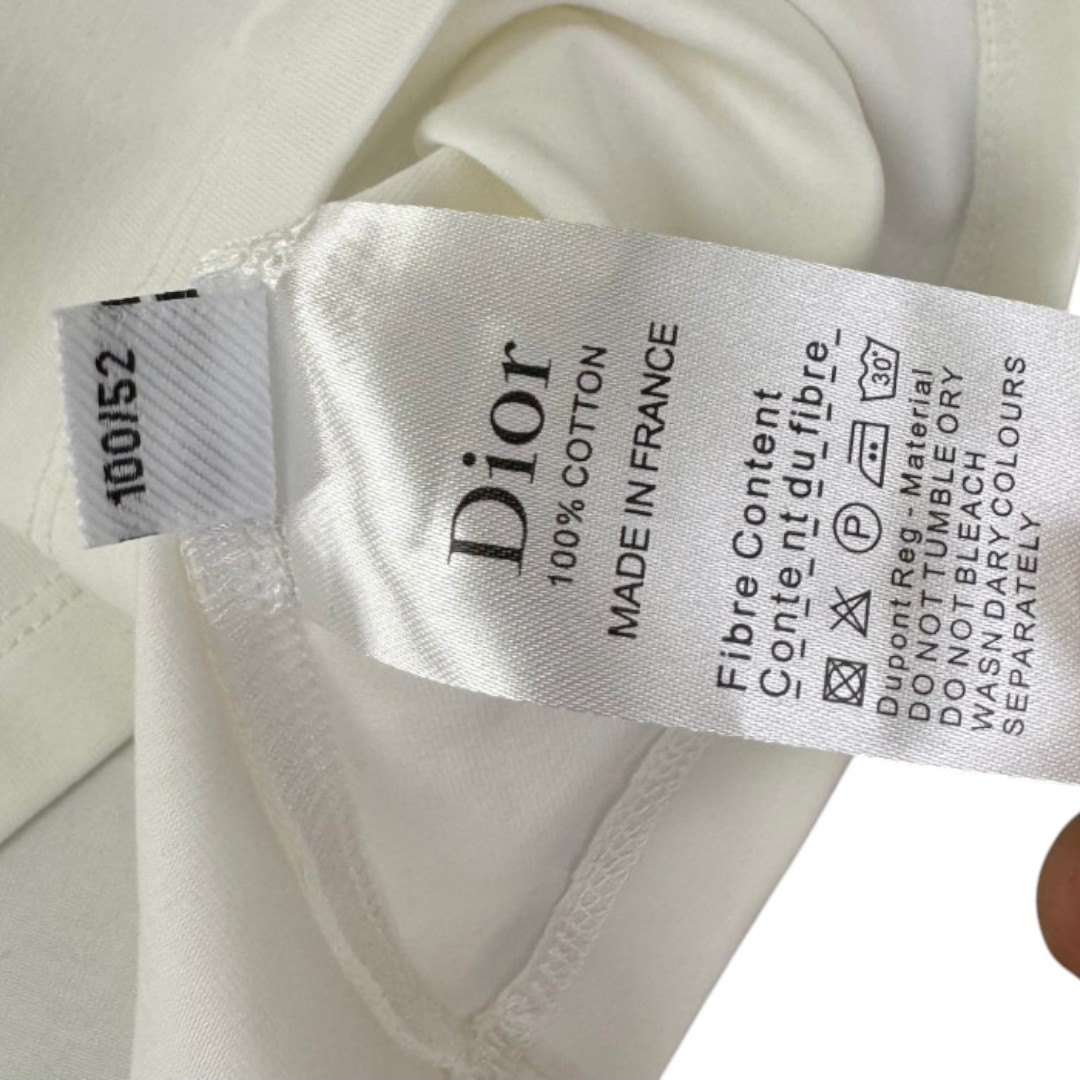 100/52
Dior
100% COTTON
MADE IN FRANCE
Fibre Content
Conte_nt du fibre_
30°
P
Dupont Reg - Material
DO NOT TUMBLE ORY
DO NOT BLEACH
WASN DARY COLOURS
SEPARATELY